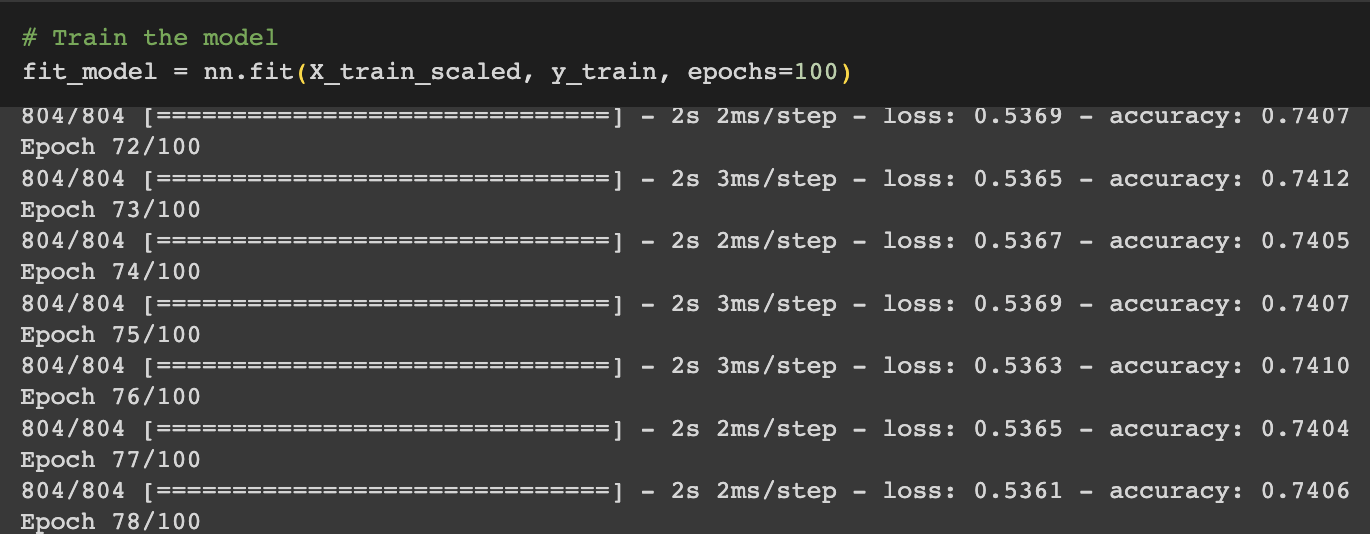 # Train the model
fit_model = nn.fit(X_train_scaled, y_train, epochs=100)
804/804 [==============================] - 2s 2ms/step - loss: 0.5369 - accuracy: 0.7407
Epoch 72/100
804/804 [==============================] - 2s 3ms/step - loss: 0.5365 - accuracy: 0.7412
Epoch 73/100
804/804 [==============================] - 2s 2ms/step - loss: 0.5367 - accuracy: 0.7405
Epoch 74/100
804/804 [==============================] - 2s 3ms/step - loss: 0.5369 - accuracy: 0.7407
Epoch 75/100
804/804 [==============================] - 2s 3ms/step - loss: 0.5363 - accuracy: 0.7410
Epoch 76/100
804/804 [==============================] - 2s 2ms/step - loss: 0.5365 - accuracy: 0.7404
Epoch 77/100
804/804 [==============================] - 2s 2ms/step - loss: 0.5361 - accuracy: 0.7406
Epoch 78/100